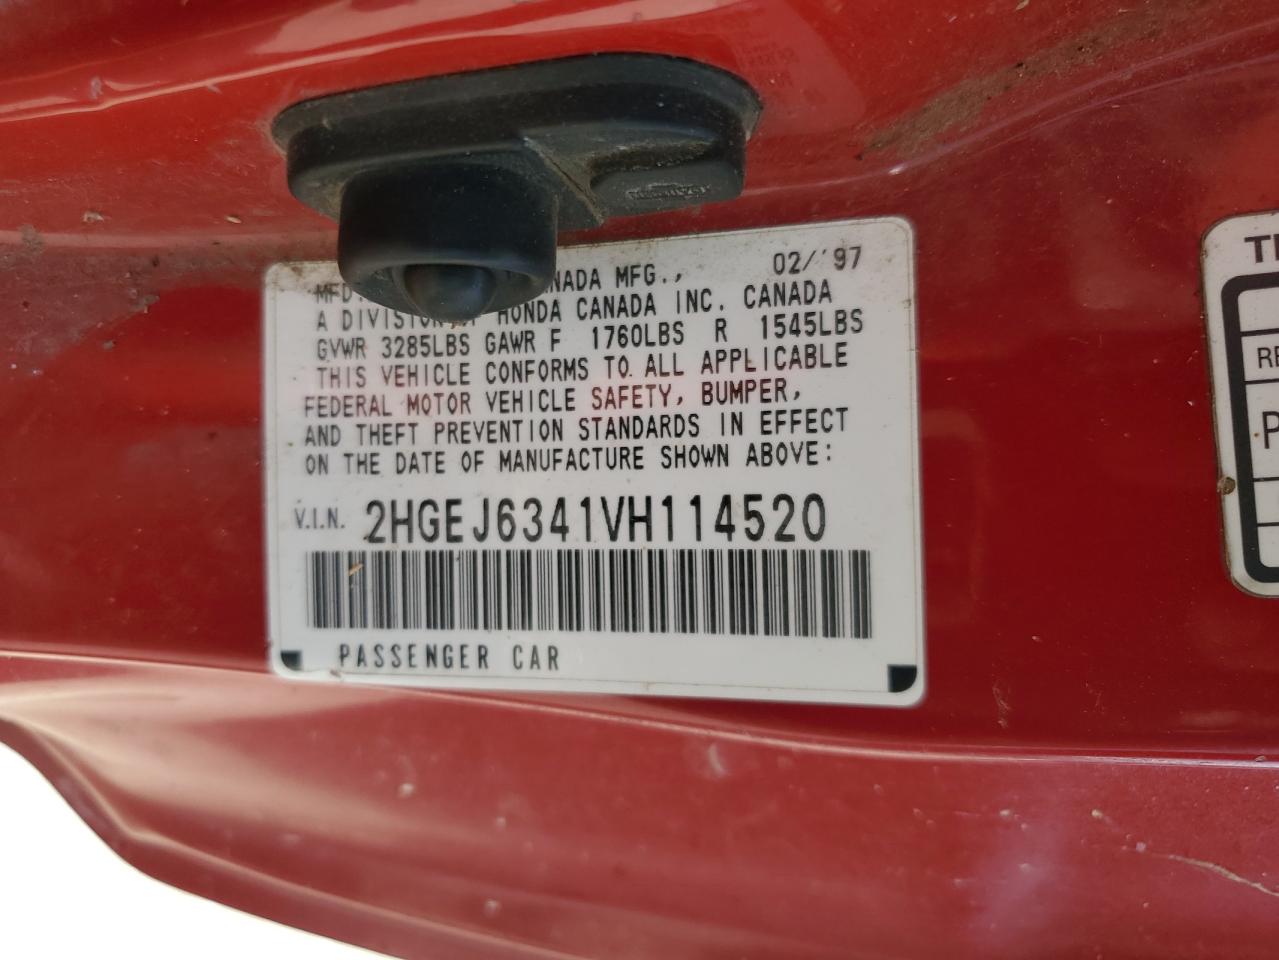 MFD. NADA MFG., 02/'97
A DIVISION HONDA CANADA INC. CANADA
GVWR 3285LBS GAWR F 1760LBS R 1545LBS
THIS VEHICLE CONFORMS TO ALL APPLICABLE
FEDERAL MOTOR VEHICLE SAFETY, BUMPER,
AND THEFT PREVENTION STANDARDS IN EFFECT
ON THE DATE OF MANUFACTURE SHOWN ABOVE:
V.I.N. 2HGEJ6341VH114520
PASSENGER CAR